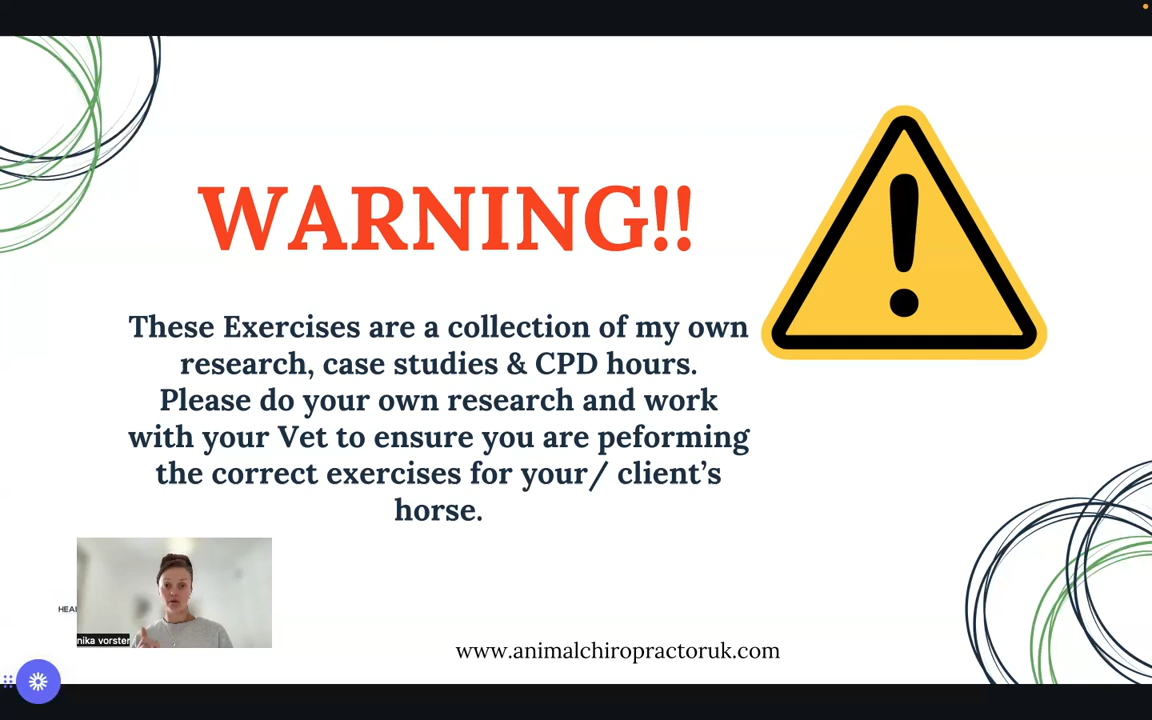 WARNING!!
These Exercises are a collection of my own
research, case studies & CPD hours.
Please do your own research and work
with your Vet to ensure you are peforming
the correct exercises for your/ client's
horse.
HEAL
nika vorster
www.animalchiropractoruk.com